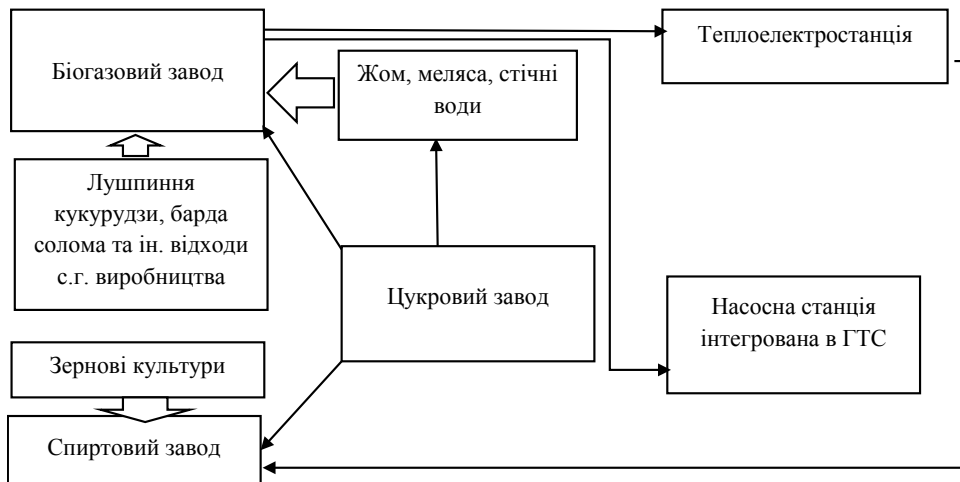 Біогазовий завод
Теплоелектростанція
Жом, меляса, стічні
води
Лушпиння
кукурудзи, барда
солома та ін. відходи
с.г. виробництва
Цукровий завод
Насосна станція
інтегрована в ГТС
Зернові культури
Спиртовий завод